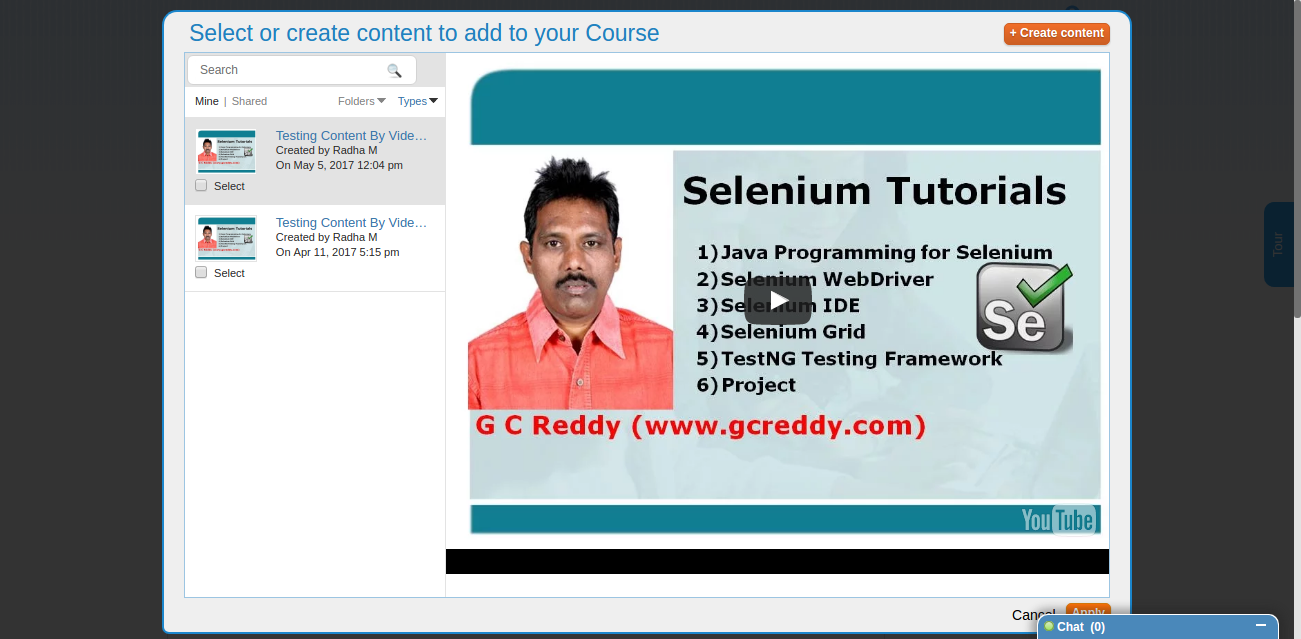 Select or create content to add to your Course
+ Create content
Search
Mine | Shared
Folders
Types
Testing Content By Vide...
Created by Radha M
On May 5, 2017 12:04 pm
Select
Testing Content By Vide...
Created by Radha M
On Apr 11, 2017 5:15 pm
Select
Selenium Tutorials
1)Java Programming for Selenium
2)Selenium WebDriver
3)Selenium IDE
4)Selenium Grid
5)TestNG Testing Framework
6)Project
Se
G C Reddy (www.gcreddy.com)
YouTube
Tour
Cancel
Apply
Chat (0)